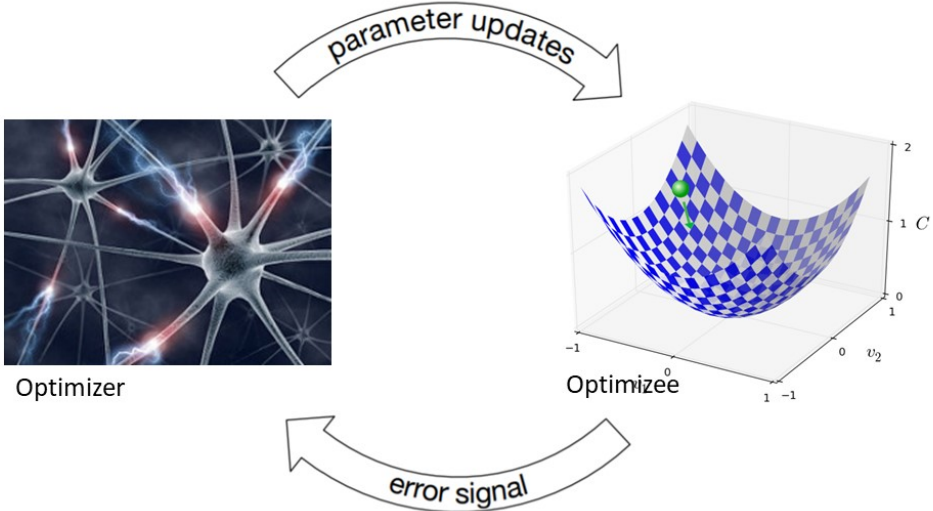 parameter updates
2
1
C
0
1
0
v₂
-1
0
1
-1
Optimizer
Optimizee
error signal